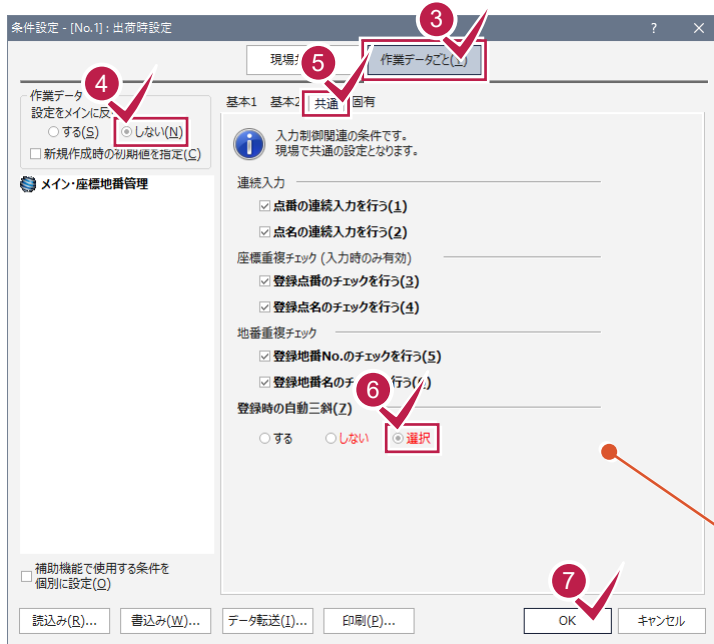 条件設定 - [No.1] : 出荷時設定
? ×
3
現場
作業データごと(
4
5
作業データ
設定をメインに反
する(S) しない(N)
新規作成時の初期値を指定(C)
メイン・座標地番管理
基本1 基本2 共通 固有
入力制御関連の条件です。
現場で共通の設定となります。
連続入力
点番の連続入力を行う(1)
点名の連続入力を行う(2)
座標重複チェック (入力時のみ有効)
登録点番のチェックを行う(3)
登録点名のチェックを行う(4)
地番重複チェック
登録地番No.のチェックを行う(5)
登録地番名のチ 行う(
6
登録時の自動三斜(Z)
する しない 選択
補助機能で使用する条件を
個別に設定(O)
7
読込み(R)... 書込み(W)... データ転送(I)... 印刷(P)... OK キャンセル